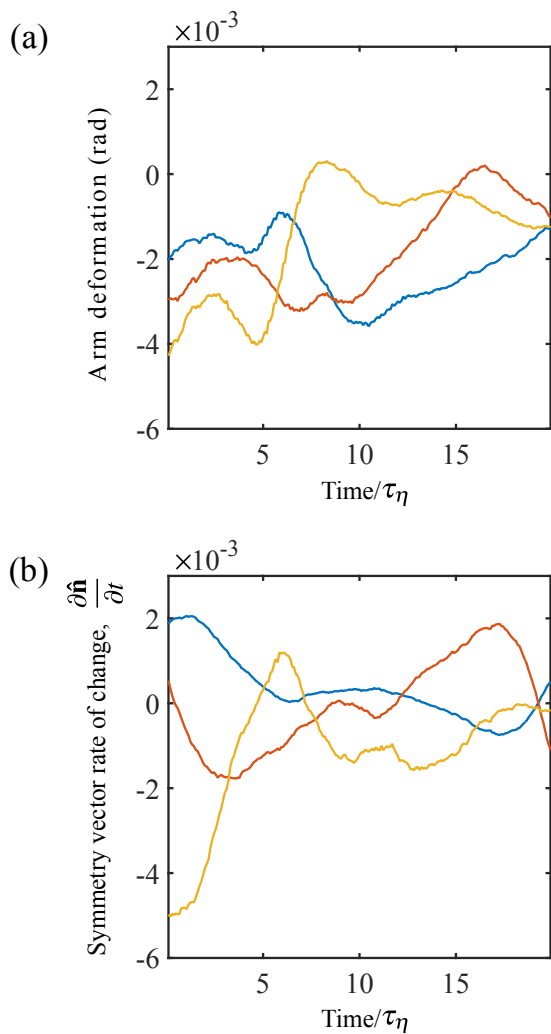 (a)
×10⁻³
Arm deformation (rad)
2
0
-2
-4
-6
5 10 15
Time/τη
(b)
×10⁻³
Symmetry vector rate of change, ∂n̂/∂t
2
0
-2
-4
-6
5 10 15
Time/τη